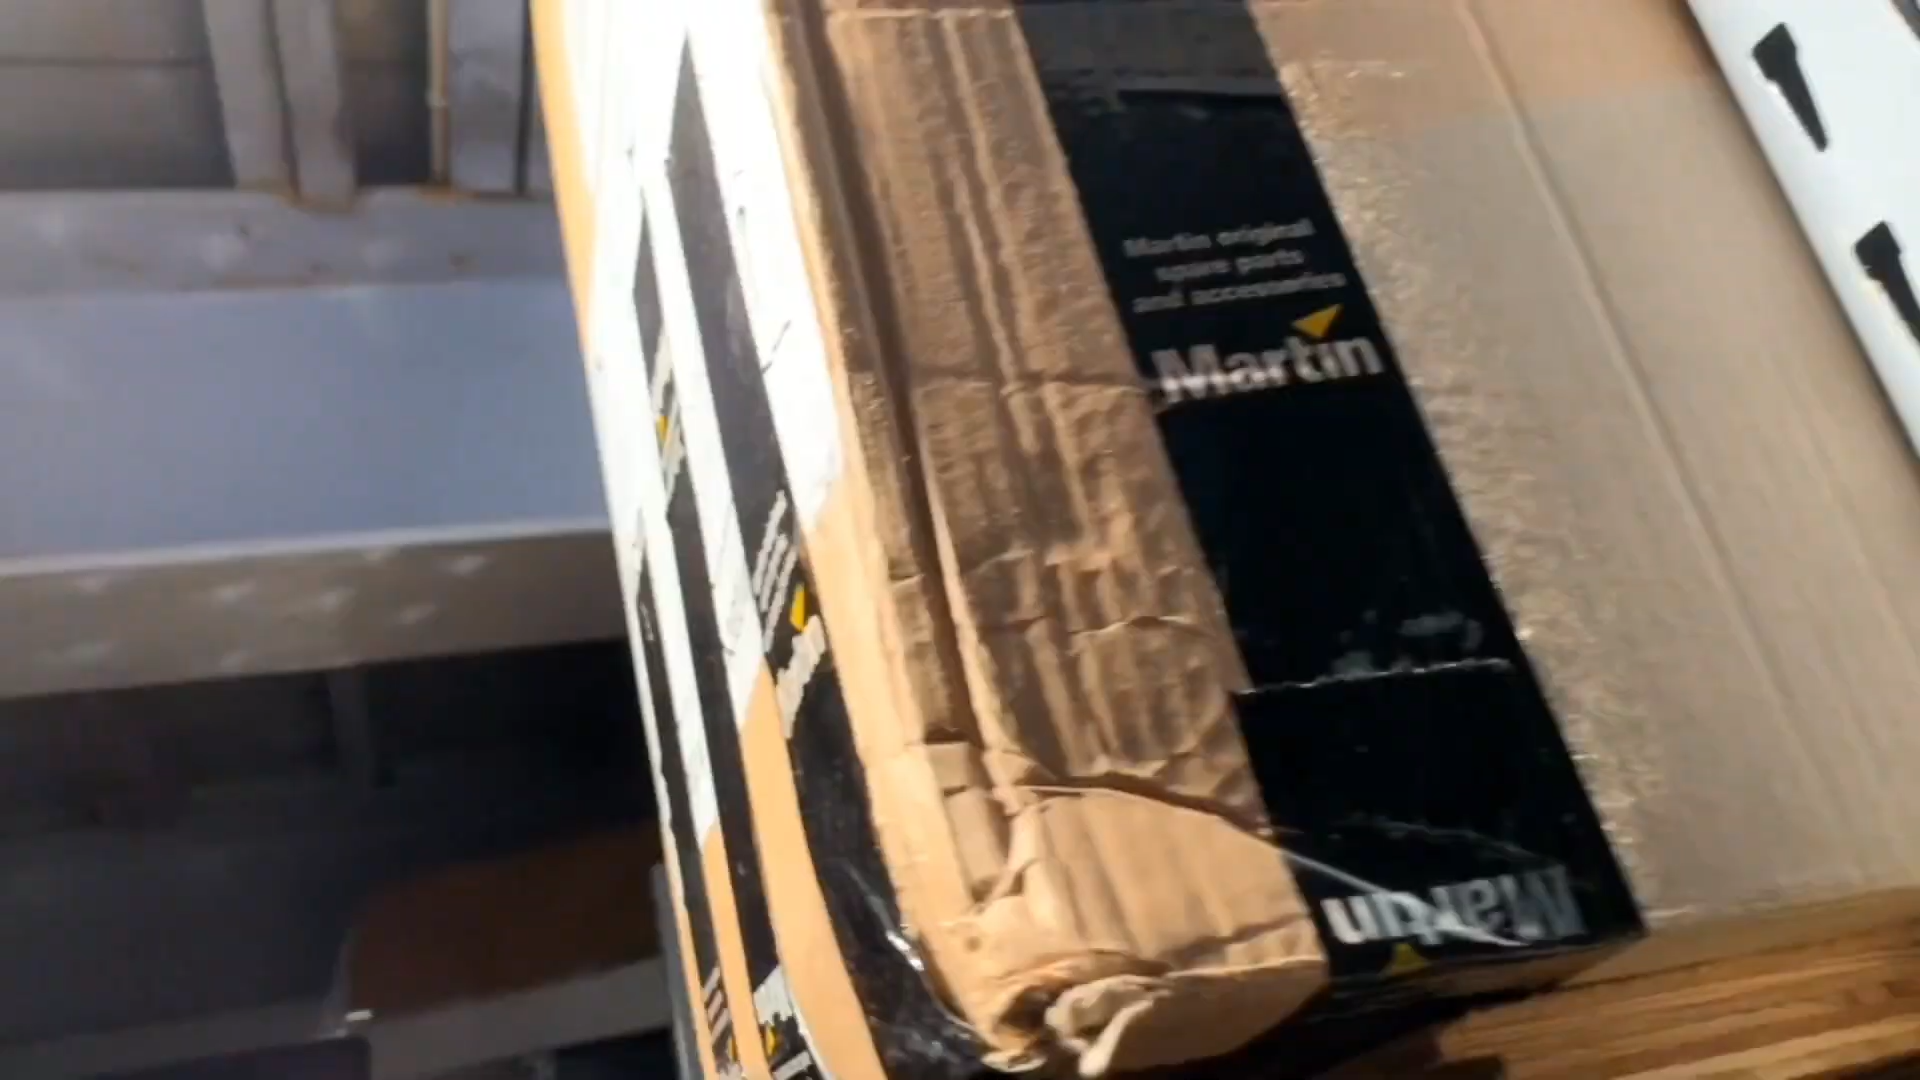 Martin original
spare parts
and accessories
Martin
Martin